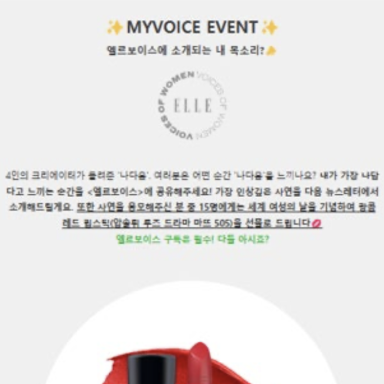 ✨ MYVOICE EVENT ✨
엘르보이스에 소개되는 내 목소리?
VOICES OF WOMEN VOICES OF WOMEN
ELLE
4인의 크리에이터가 들려준 '나다움'. 여러분은 어떤 순간 '나다움'을 느끼나요? 내가 가장 나답
다고 느끼는 순간을 <엘르보이스>에 공유해주세요! 가장 인상깊은 사연을 다음 뉴스레터에서
소개해드릴게요. 또한 사연을 응모해주신 분 중 15명에게는 세계 여성의 날을 기념하여 랑콤
레드 립스틱(압솔뤼 루즈 드라마 마뜨 505)을 선물로 드립니다💋
엘르보이스 구독은 필수! 다들 아시죠?